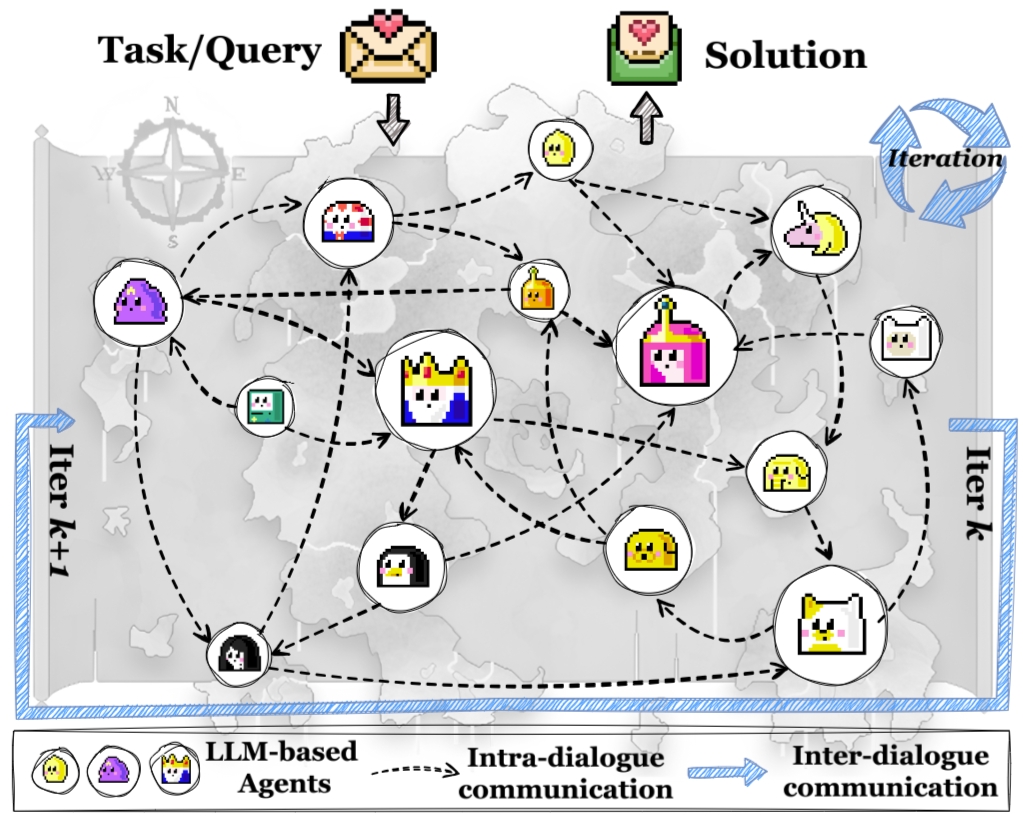 Task/Query
Solution
N
W
E
S
Iteration
Iter k+1
Iter k
LLM-based
Agents
Intra-dialogue
communication
Inter-dialogue
communication